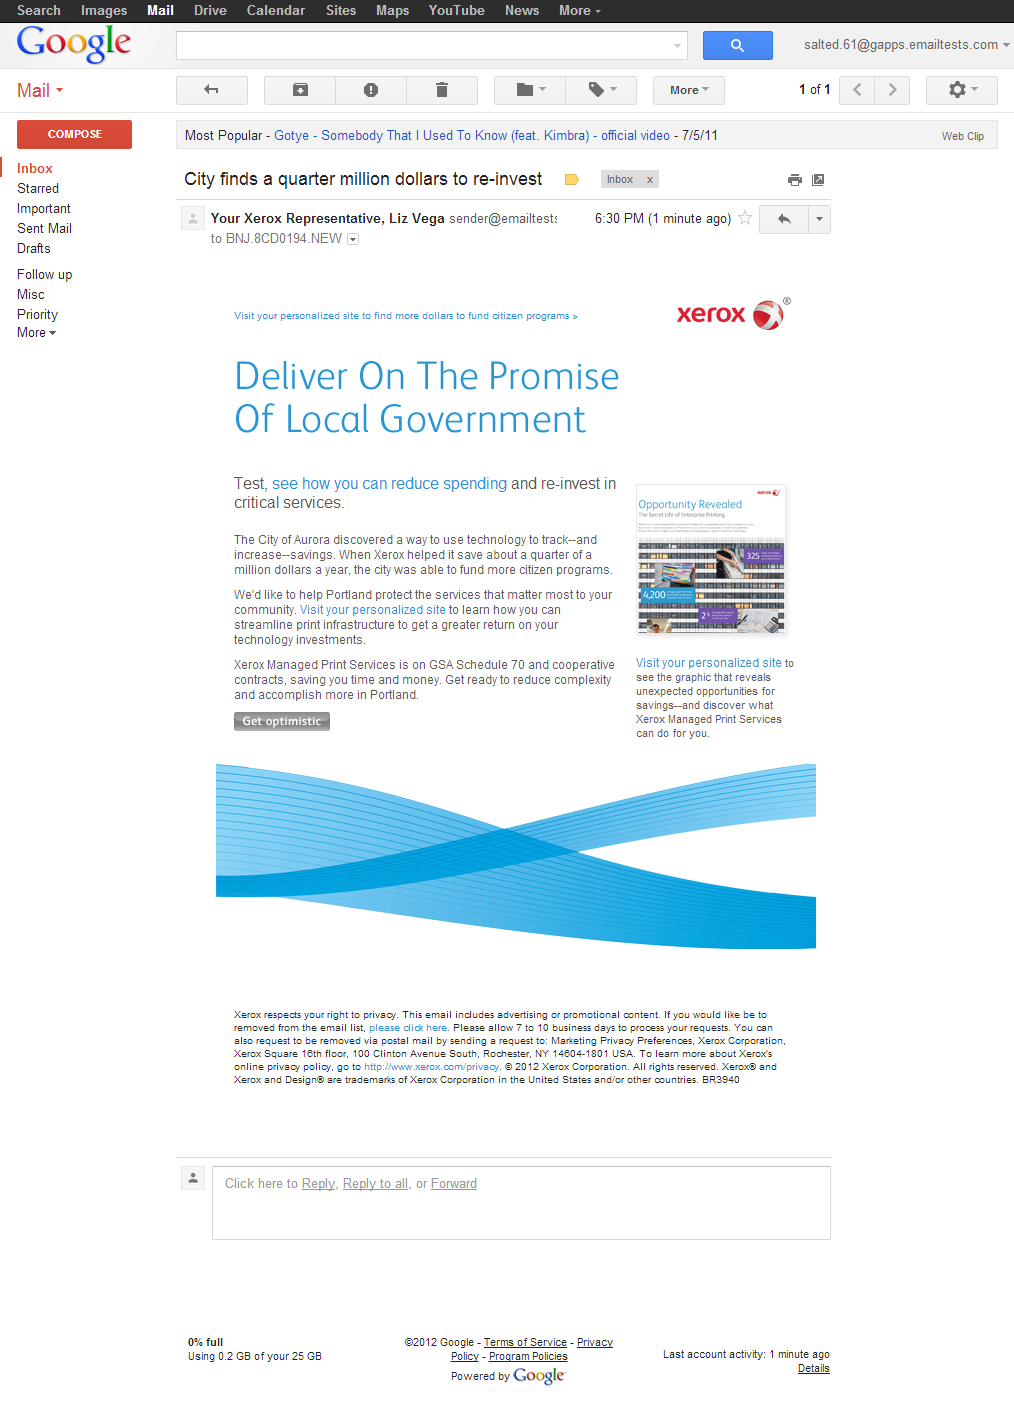 Search Images Mail Drive Calendar Sites Maps YouTube News More
Google
salted.61@gapps.emailtests.com
Mail
More
1 of 1
COMPOSE
Most Popular - Gotye - Somebody That I Used To Know (feat. Kimbra) - official video - 7/5/11
Web Clip
Inbox
Starred
Important
Sent Mail
Drafts
Follow up
Misc
Priority
More
City finds a quarter million dollars to re-invest
Inbox x
Your Xerox Representative, Liz Vega sender@emailtests
6:30 PM (1 minute ago)
to BNJ.8CD0194.NEW
Visit your personalized site to find more dollars to fund citizen programs »
xerox ®
Deliver On The Promise
Of Local Government
Test, see how you can reduce spending and re-invest in
critical services.
The City of Aurora discovered a way to use technology to track--and
increase--savings. When Xerox helped it save about a quarter of a
million dollars a year, the city was able to fund more citizen programs.
We'd like to help Portland protect the services that matter most to your
community. Visit your personalized site to learn how you can
streamline print infrastructure to get a greater return on your
technology investments.
Xerox Managed Print Services is on GSA Schedule 70 and cooperative
contracts, saving you time and money. Get ready to reduce complexity
and accomplish more in Portland.
Get optimistic
xerox
Opportunity Revealed
The Secret Life of Enterprise Printing
325
4,200
2%
Visit your personalized site to
see the graphic that reveals
unexpected opportunities for
savings--and discover what
Xerox Managed Print Services
can do for you.
Xerox respects your right to privacy. This email includes advertising or promotional content. If you would like be to
removed from the email list, please click here. Please allow 7 to 10 business days to process your requests. You can
also request to be removed via postal mail by sending a request to: Marketing Privacy Preferences, Xerox Corporation,
Xerox Square 16th floor, 100 Clinton Avenue South, Rochester, NY 14604-1801 USA. To learn more about Xerox's
online privacy policy, go to http://www.xerox.com/privacy. © 2012 Xerox Corporation. All rights reserved. Xerox® and
Xerox and Design® are trademarks of Xerox Corporation in the United States and/or other countries. BR3940
Click here to Reply, Reply to all, or Forward
0% full
Using 0.2 GB of your 25 GB
©2012 Google - Terms of Service - Privacy
Policy - Program Policies
Powered by Google
Last account activity: 1 minute ago
Details